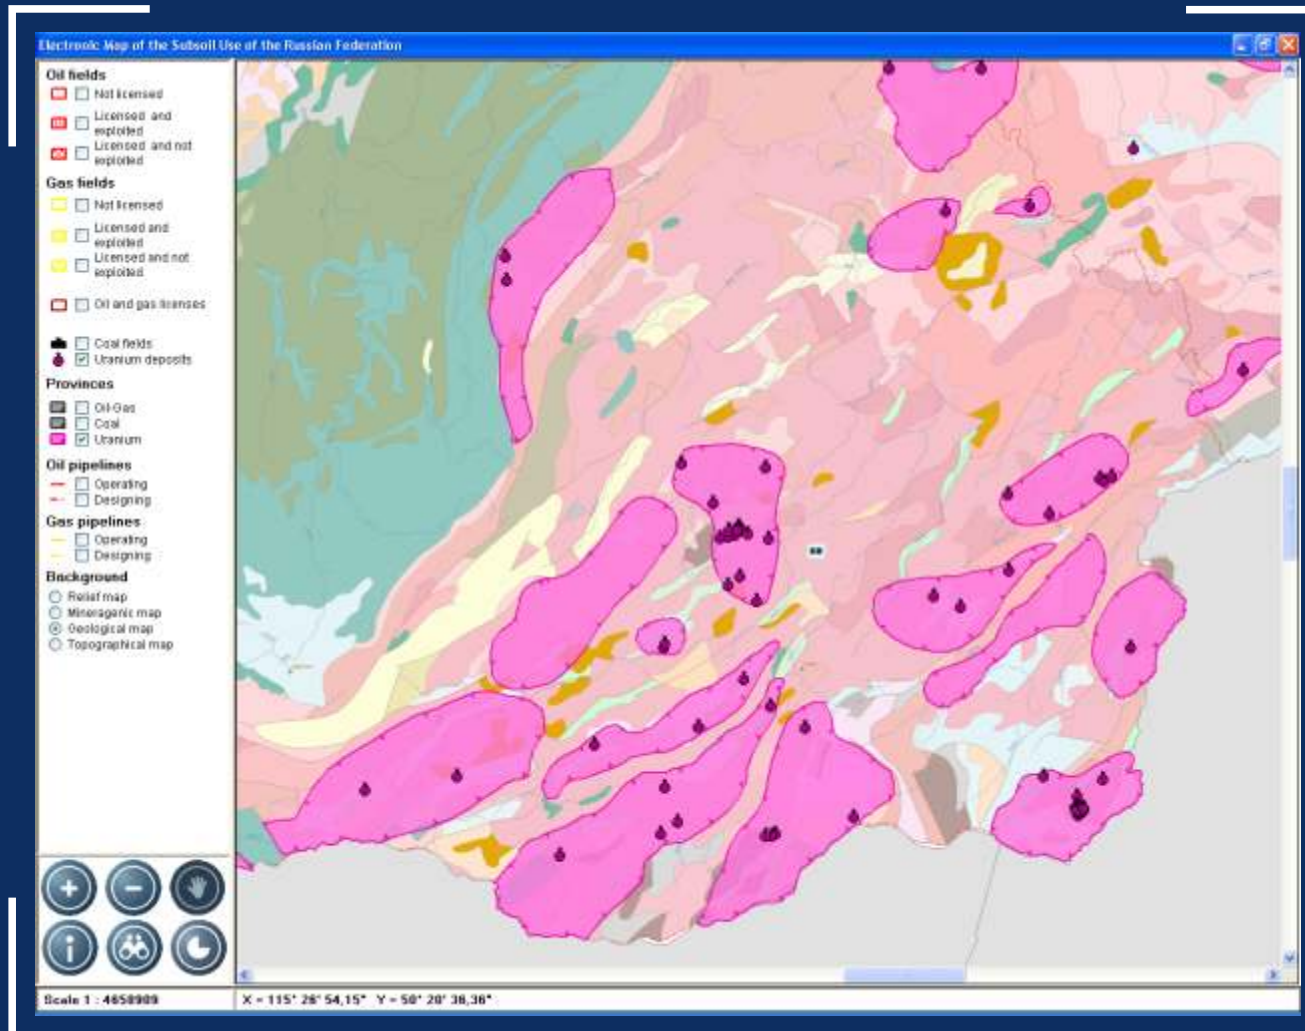 Electronic Map of the Subsoil Use of the Russian Federation
Oil fields
Not licensed
Licensed and
exploited
Licensed and not
exploited
Gas fields
Not licensed
Licensed and
exploited
Licensed and not
exploited
Oil and gas licenses
Coal fields
Uranium deposits
Provinces
Oil-Gas
Coal
Uranium
Oil pipelines
Operating
Designing
Gas pipelines
Operating
Designing
Background
Relief map
Mineragenic map
Geological map
Topographical map
Scale 1 : 4658909
X = 115° 26' 54,15" Y = 50° 20' 36,36"